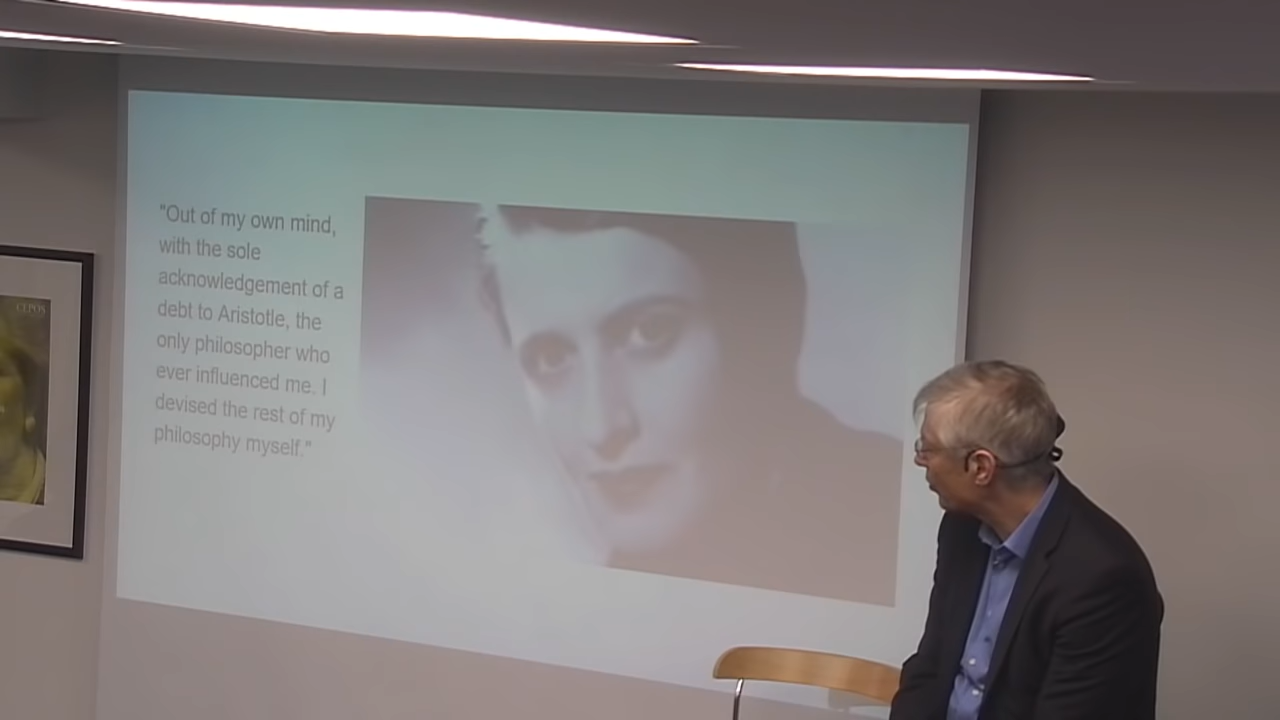 "Out of my own mind,
with the sole
acknowledgement of a
debt to Aristotle, the
only philosopher who
ever influenced me. I
devised the rest of my
philosophy myself."
CEPOS